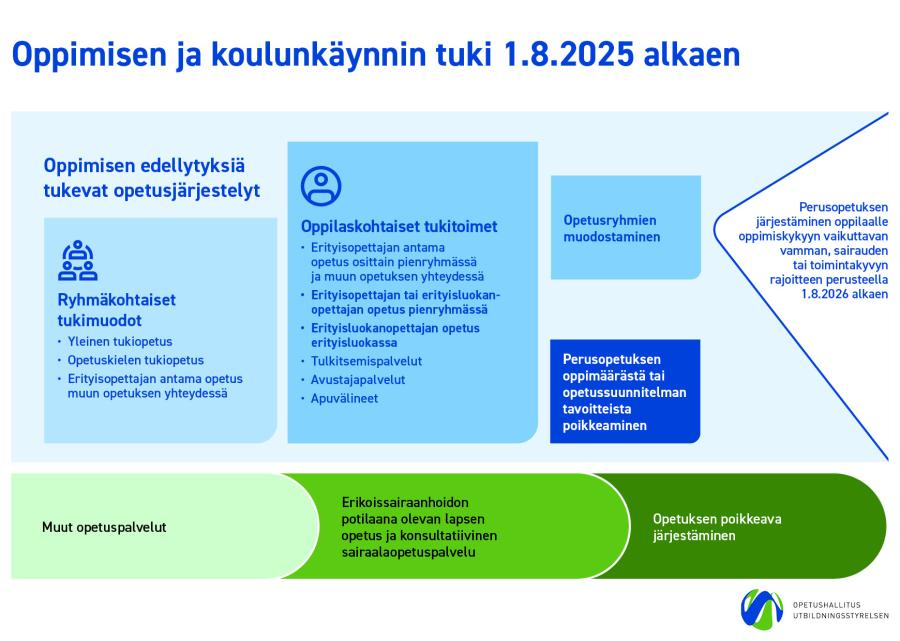 Oppimisen ja koulunkäynnin tuki 1.8.2025 alkaen
Oppimisen edellytyksiä
tukevat opetusjärjestelyt
Ryhmäkohtaiset
tukimuodot
• Yleinen tukiopetus
• Opetuskielen tukiopetus
• Erityisopettajan antama opetus
muun opetuksen yhteydessä
Oppilaskohtaiset tukitoimet
• Erityisopettajan antama
opetus osittain pienryhmässä
ja muun opetuksen yhteydessä
• Erityisopettajan tai erityisluokan-
opettajan opetus pienryhmässä
• Erityisluokanopettajan opetus
erityisluokassa
• Tulkitsemispalvelut
• Avustajapalvelut
• Apuvälineet
Opetusryhmien
muodostaminen
Perusopetuksen
oppimäärästä tai
opetussuunnitelman
tavoitteista
poikkeaminen
Perusopetuksen
järjestäminen oppilaalle
oppimiskykyyn vaikuttavan
vamman, sairauden
tai toimintakyvyn
rajoitteen perusteella
1.8.2026 alkaen
Muut opetuspalvelut
Erikoissairaanhoidon
potilaana olevan lapsen
opetus ja konsultatiivinen
sairaalaopetuspalvelu
Opetuksen poikkeava
järjestäminen
OPETUSHALLITUS
UTBILDNINGSSTYRELSEN